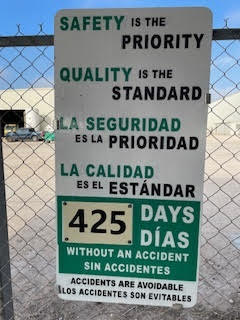 SAFETY IS THE
PRIORITY
QUALITY IS THE
STANDARD
LA SEGURIDAD
ES LA PRIORIDAD
LA CALIDAD
ES EL ESTÁNDAR
425 DAYS
DÍAS
WITHOUT AN ACCIDENT
SIN ACCIDENTES
ACCIDENTS ARE AVOIDABLE
LOS ACCIDENTES SON EVITABLES